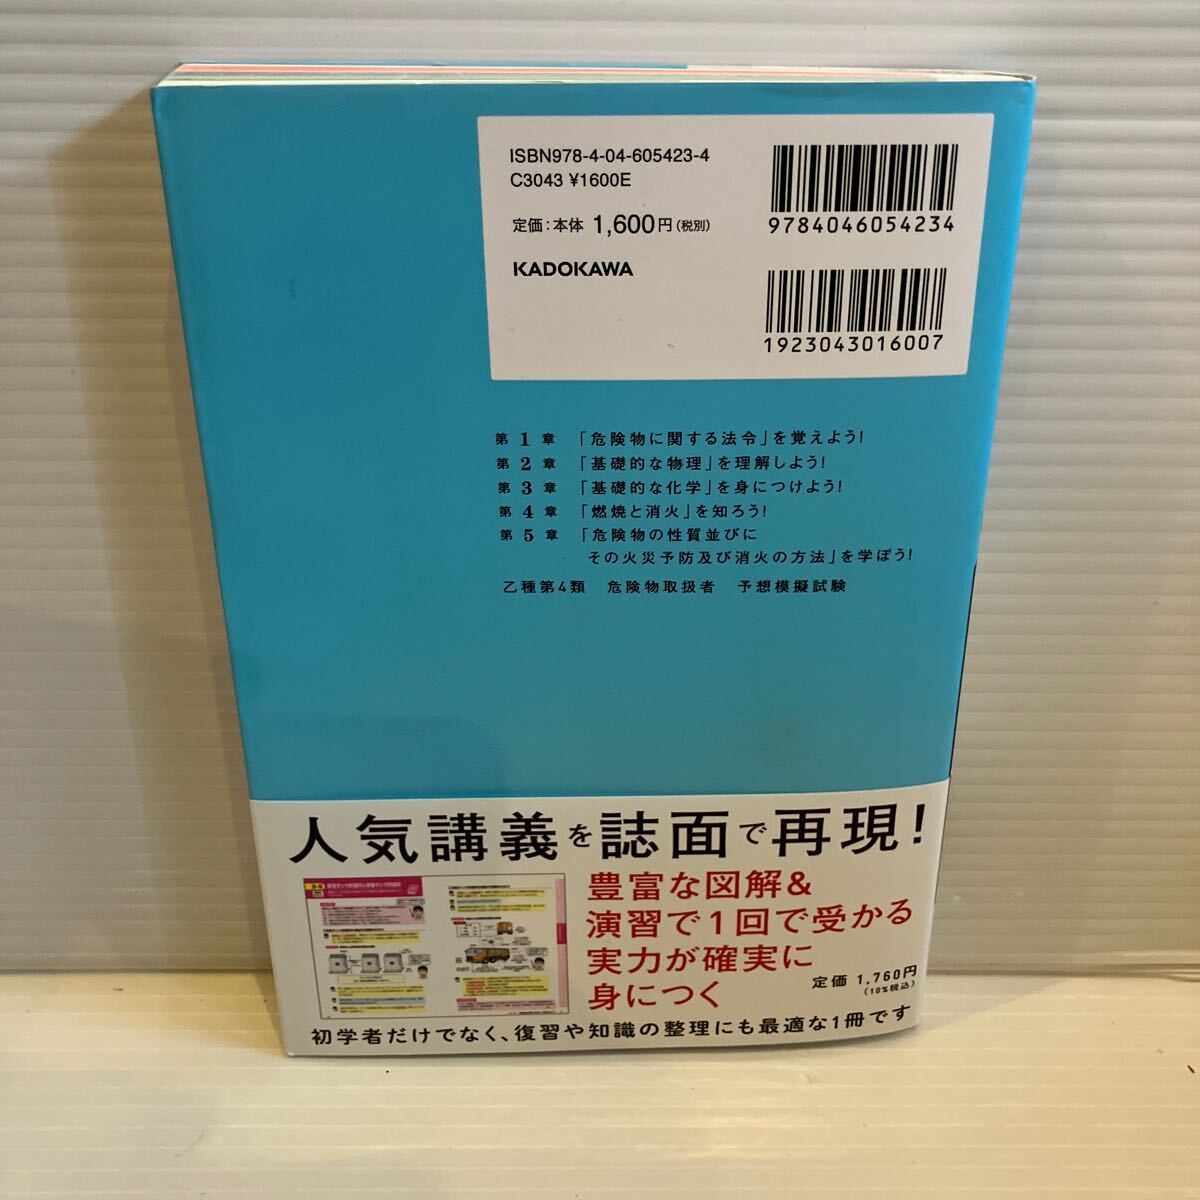 ISBN978-4-04-605423-4
C3043 ¥1600E
定価:本体 1,600円(税別)
KADOKAWA
9784046054234
1923043016007
第1章 「危険物に関する法令」を覚えよう!
第2章 「基礎的な物理」を理解しよう!
第3章 「基礎的な化学」を身につけよう!
第4章 「燃焼と消火」を知ろう!
第5章 「危険物の性質並びに
その火災予防及び消火の方法」を学ぼう!
乙種第4類 危険物取扱者 予想模擬試験
人気講義を誌面で再現!
豊富な図解&
演習で1回で受かる
実力が確実に
身につく
定価 1,760円
(10%税込)
初学者だけでなく、復習や知識の整理にも最適な1冊です